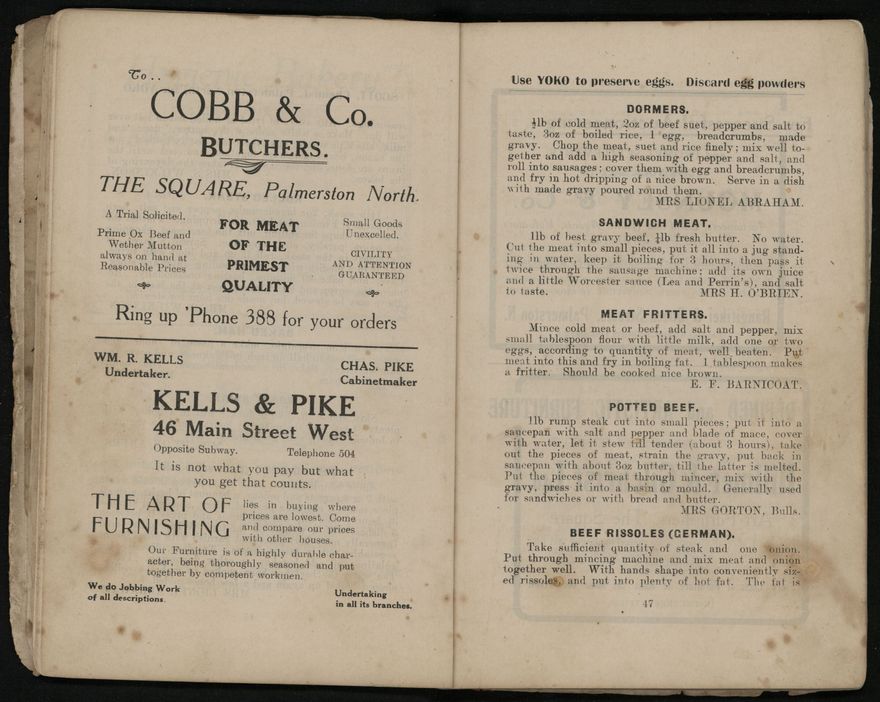 To . .
COBB & Co.
BUTCHERS.
THE SQUARE, Palmerston North.
A Trial Solicited.
Prime Ox Beef and
Wether Mutton
always on hand at
Reasonable Prices
FOR MEAT
OF THE
PRIMEST
QUALITY
Small Goods
Unexcelled.
CIVILITY
AND ATTENTION
GUARANTEED
Ring up 'Phone 388 for your orders
WM. R. KELLS
Undertaker.
CHAS. PIKE
Cabinetmaker
KELLS & PIKE
46 Main Street West
Opposite Subway. Telephone 504
It is not what you pay but what
you get that counts.
THE ART OF
FURNISHING
lies in buying where
prices are lowest. Come
and compare our prices
with other houses.
Our Furniture is of a highly durable char-
acter, being thoroughly seasoned and put
together by competent workmen.
We do Jobbing Work
of all descriptions.
Undertaking
in all its branches.
Use YOKO to preserve eggs. Discard egg powders
DORMERS.
½lb of cold meat, 2oz of beef suet, pepper and salt to
taste, 3oz of boiled rice, 1 egg, breadcrumbs, made
gravy. Chop the meat, suet and rice finely; mix well to-
gether and add a high seasoning of pepper and salt, and
roll into sausages; cover them with egg and breadcrumbs,
and fry in hot dripping of a nice brown. Serve in a dish
with made gravy poured round them.
MRS LIONEL ABRAHAM.
SANDWICH MEAT.
1lb of best gravy beef, ¼lb fresh butter. No water.
Cut the meat into small pieces, put it all into a jug stand-
ing in water, keep it boiling for 3 hours, then pass it
twice through the sausage machine; add its own juice
and a little Worcester sauce (Lea and Perrin's), and salt
to taste. MRS H. O'BRIEN.
MEAT FRITTERS.
Mince cold meat or beef, add salt and pepper, mix
small tablespoon flour with little milk, add one or two
eggs, according to quantity of meat, well beaten. Put
meat into this and fry in boiling fat. 1 tablespoon makes
a fritter. Should be cooked nice brown.
E. F. BARNICOAT.
POTTED BEEF.
1lb rump steak cut into small pieces; put it into a
saucepan with salt and pepper and blade of mace, cover
with water, let it stew till tender (about 3 hours), take
out the pieces of meat, strain the gravy, put back in
saucepan with about 3oz butter, till the latter is melted.
Put the pieces of meat through mincer, mix with the
gravy, press it into a basin or mould. Generally used
for sandwiches or with bread and butter.
MRS GORTON, Bulls.
BEEF RISSOLES (GERMAN).
Take sufficient quantity of steak and one onion.
Put through mincing machine and mix meat and onion
together well. With hands shape into conveniently siz-
ed rissoles, and put into plenty of hot fat. The fat is
47